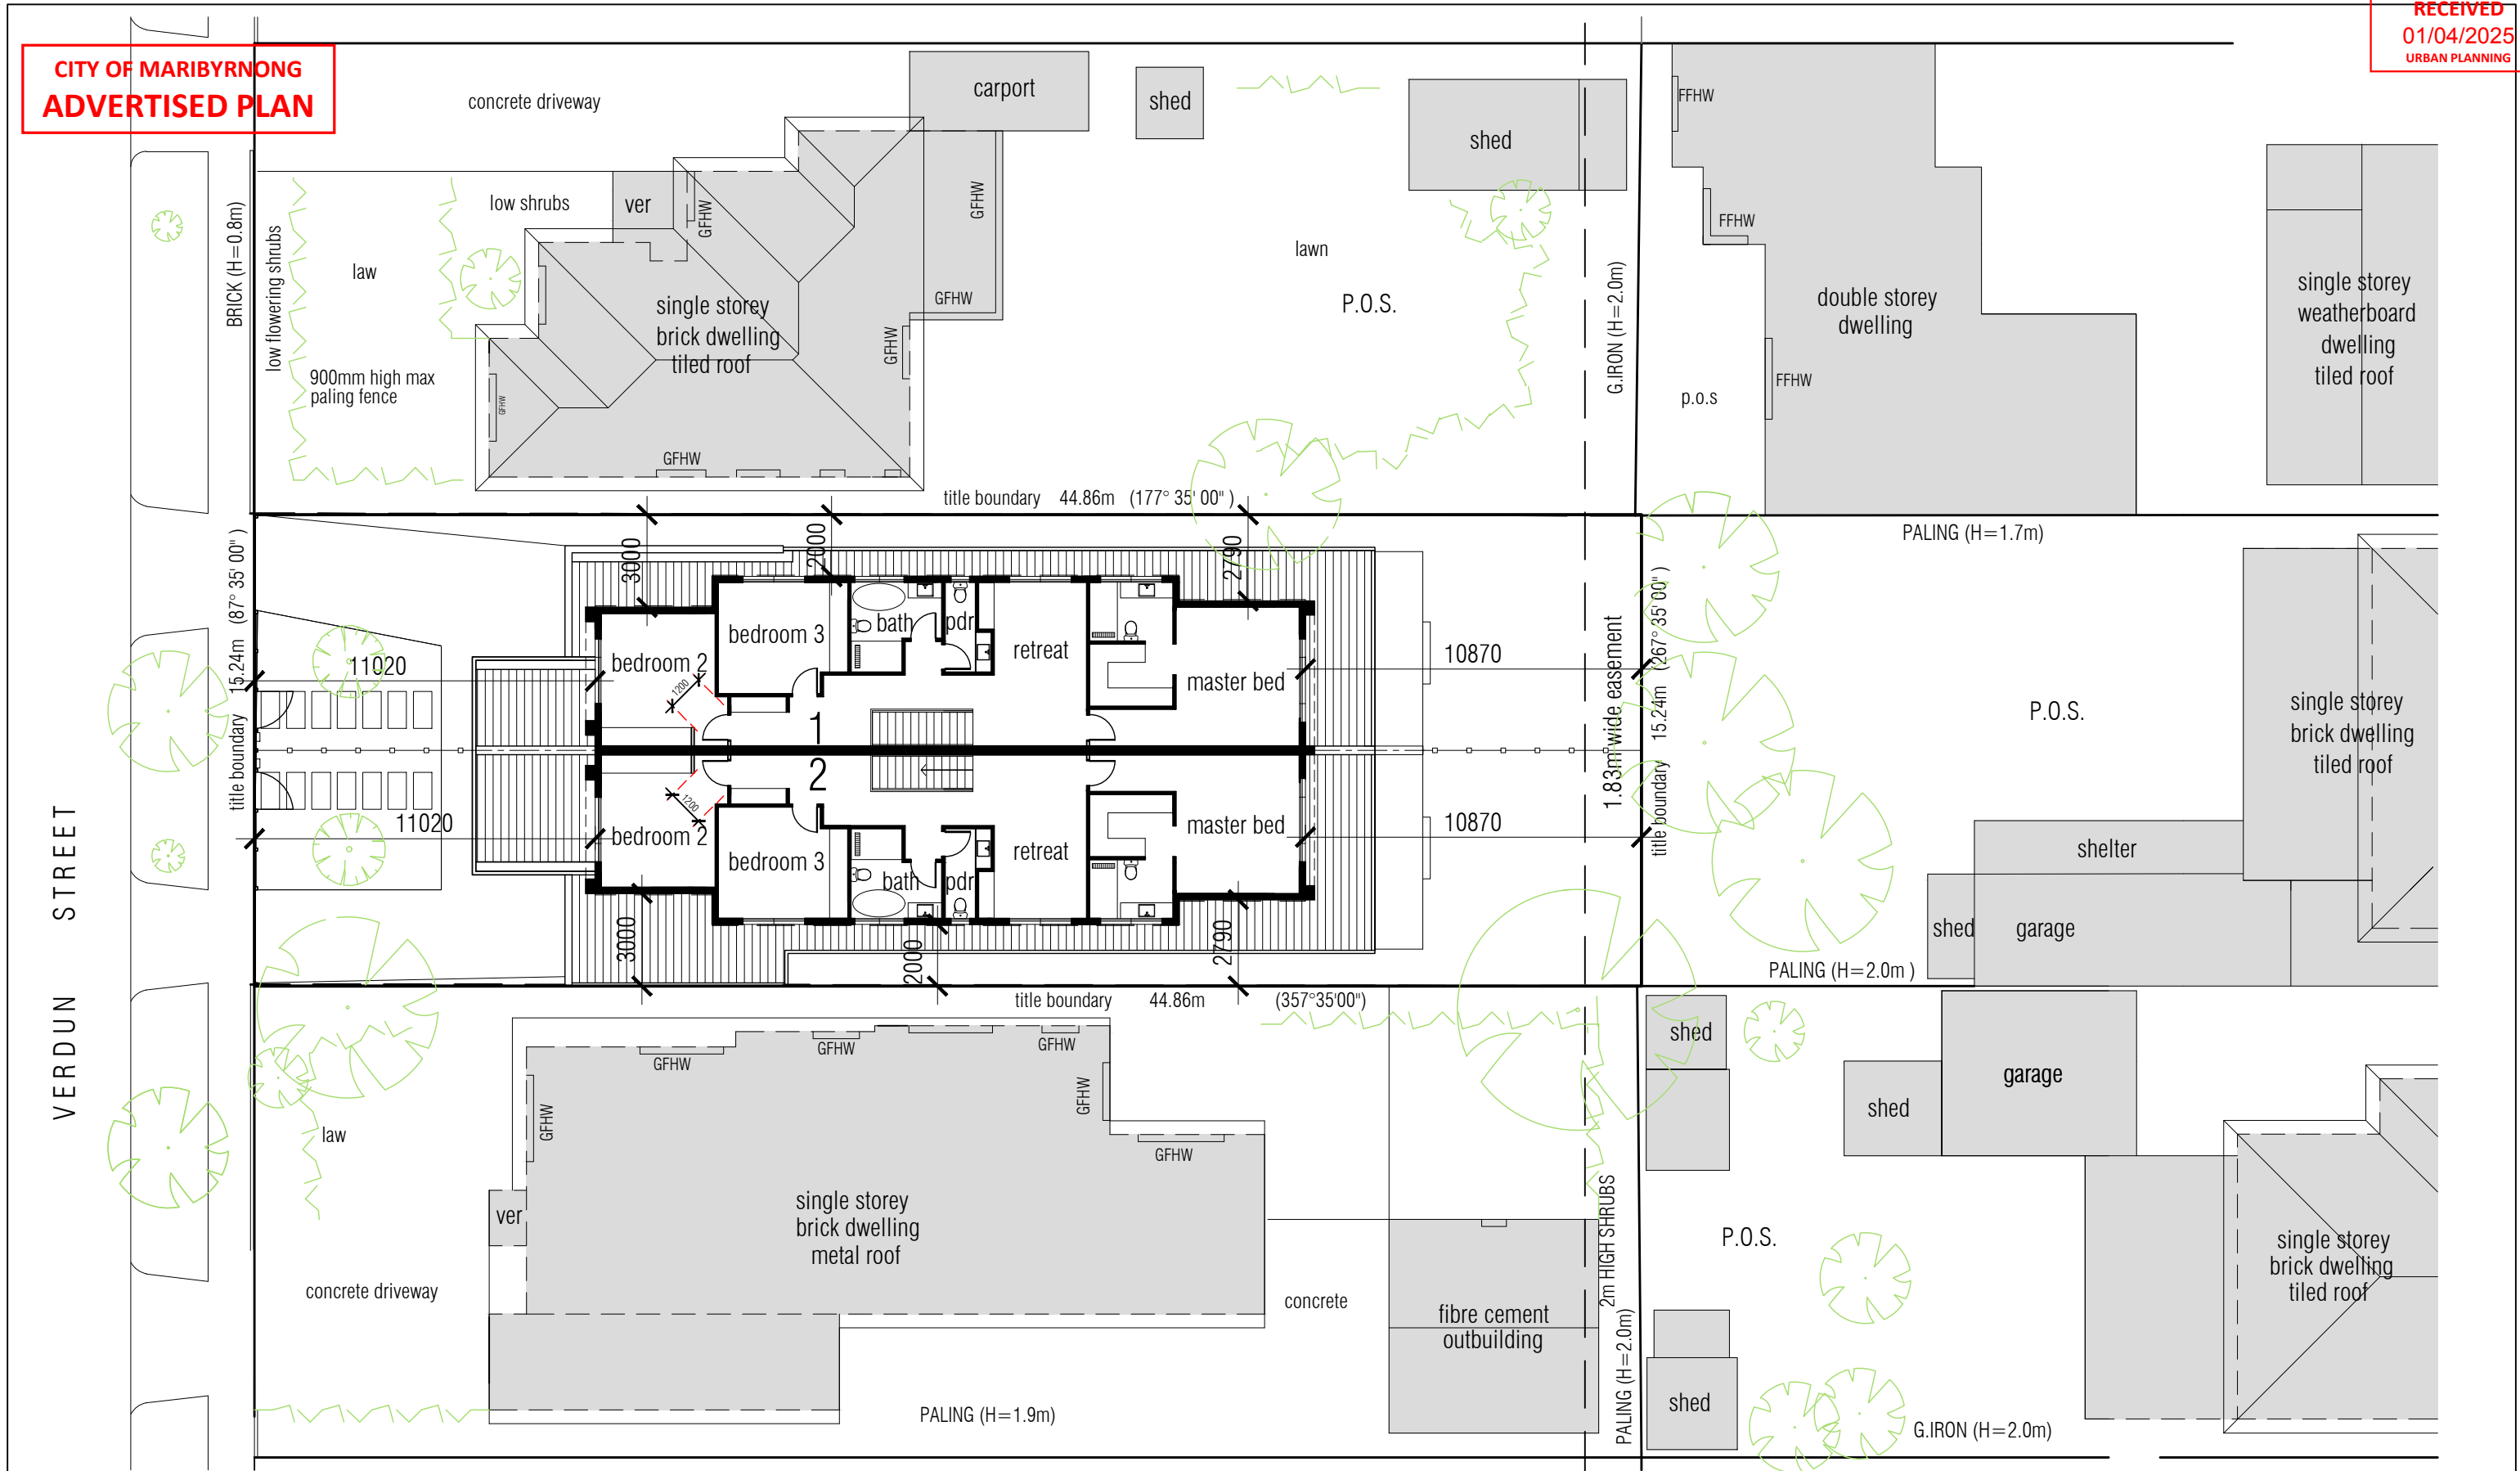 CITY OF MARIBYRNONG
ADVERTISED PLAN
RECEIVED
01/04/2025
URBAN PLANNING
concrete driveway
carport
shed
shed
FFHW
low shrubs
ver
GFHW
GFHW
FFHW
BRICK (H=0.8m)
low flowering shrubs
law
lawn
P.O.S.
G.IRON (H=2.0m)
single storey
brick dwelling
tiled roof
GFHW
GFHW
double storey
dwelling
single storey
weatherboard
dwelling
tiled roof
900mm high max
paling fence
GFHW
GFHW
p.o.s
FFHW
title boundary 44.86m (177° 35' 00" )
PALING (H=1.7m)
title boundary 15.24m (87° 35' 00" )
3000
2000
2790
bedroom 3
bath
pdr
retreat
bedroom 2
master bed
11020
1200
10870
1
1.83m wide easement
title boundary 15.24m (267° 35' 00" )
P.O.S.
single storey
brick dwelling
tiled roof
2
11020
1200
bedroom 2
bedroom 3
bath
pdr
retreat
master bed
10870
3000
2000
2790
shelter
shed
garage
PALING (H=2.0m )
VERDUN STREET
title boundary 44.86m (357°35'00")
GFHW
GFHW
GFHW
GFHW
GFHW
GFHW
shed
garage
shed
law
ver
single storey
brick dwelling
metal roof
concrete driveway
concrete
fibre cement
outbuilding
2m HIGH SHRUBS
PALING (H=2.0m)
P.O.S.
single storey
brick dwelling
tiled roof
shed
PALING (H=1.9m)
G.IRON (H=2.0m)